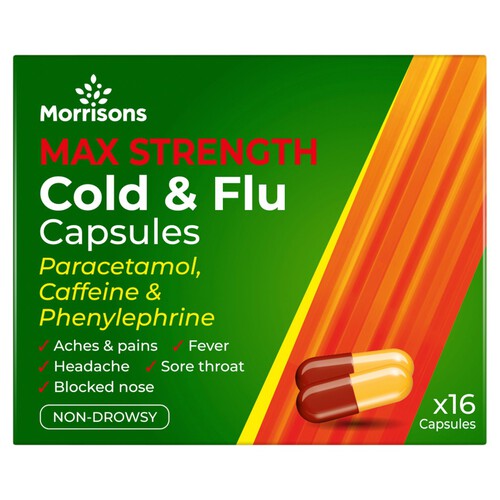 Morrisons
MAX STRENGTH
Cold & Flu
Capsules
Paracetamol,
Caffeine &
Phenylephrine
✓ Aches & pains ✓ Fever
✓ Headache ✓ Sore throat
✓ Blocked nose
NON-DROWSY
x16
Capsules